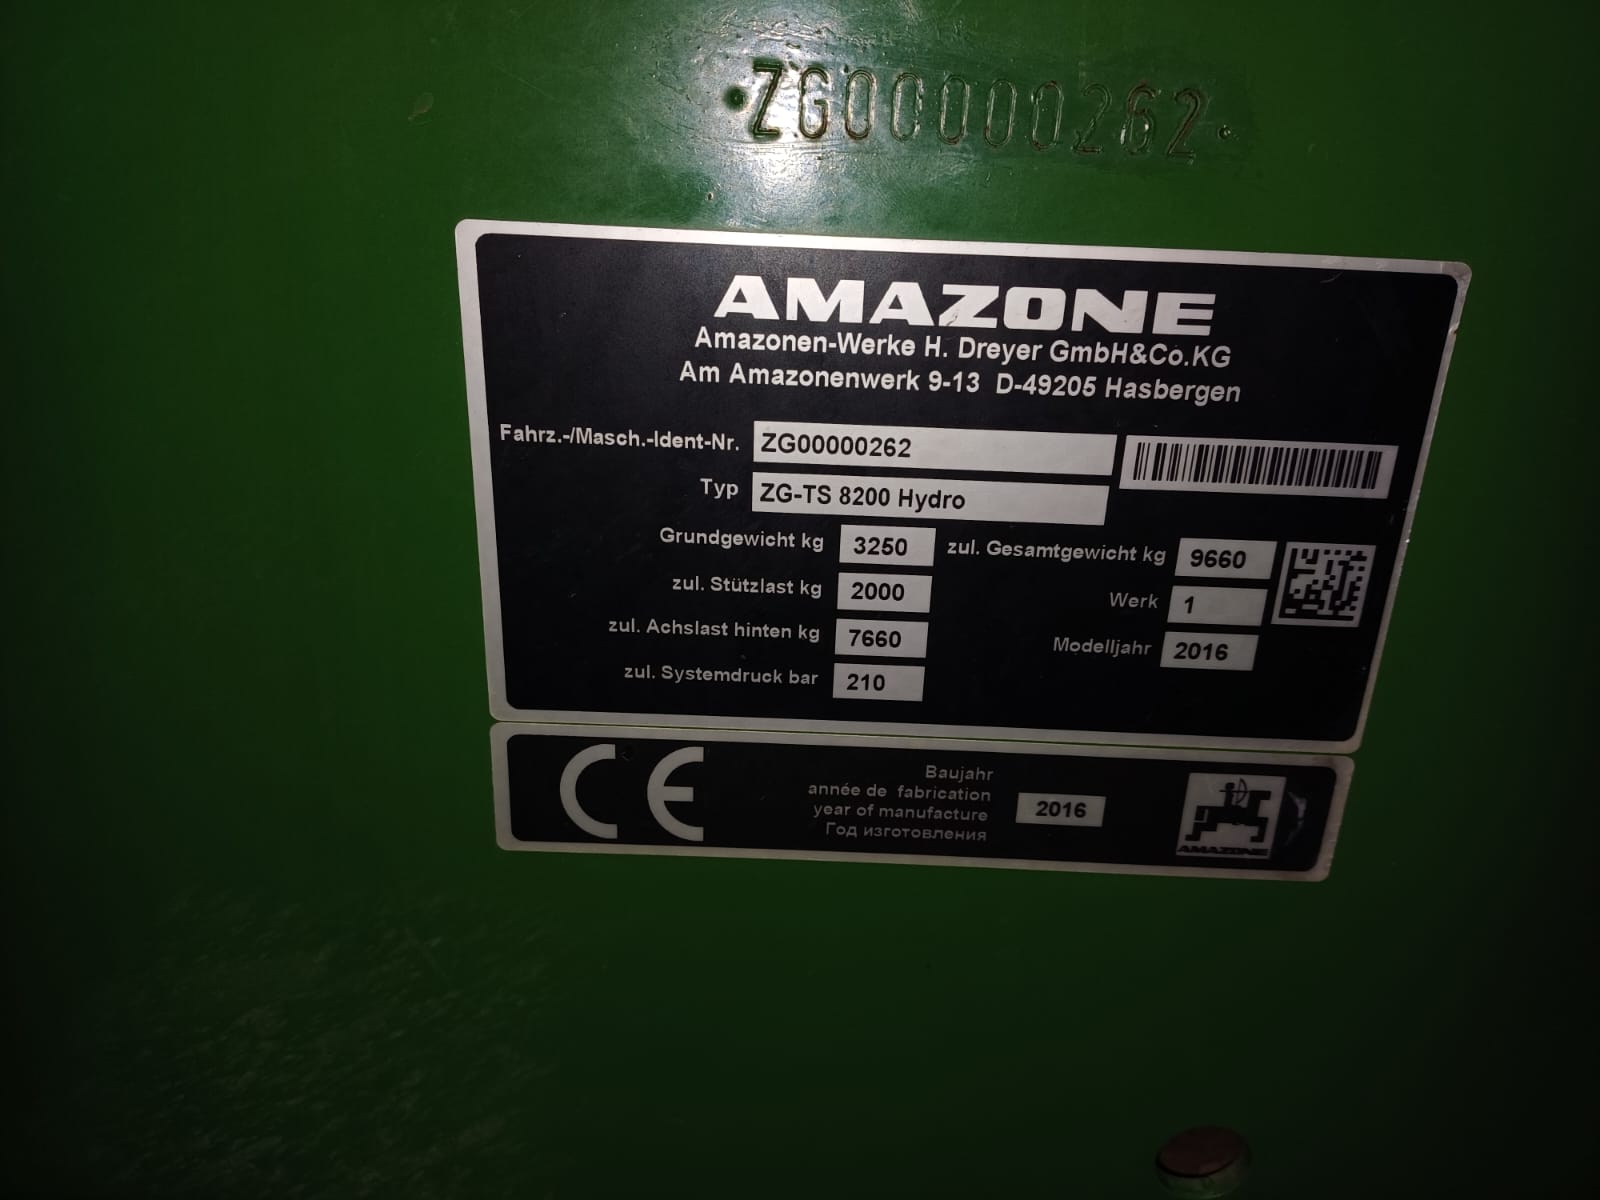 ZG00000262
AMAZONE
Amazonen-Werke H. Dreyer GmbH&Co.KG
Am Amazonenwerk 9-13 D-49205 Hasbergen
Fahrz.-/Masch.-Ident-Nr. ZG00000262
Typ ZG-TS 8200 Hydro
Grundgewicht kg 3250 zul. Gesamtgewicht kg 9660
zul. Stützlast kg 2000 Werk 1
zul. Achslast hinten kg 7660 Modelljahr 2016
zul. Systemdruck bar 210
CE
Baujahr
année de fabrication
year of manufacture 2016
Год изготовления
AMAZONE